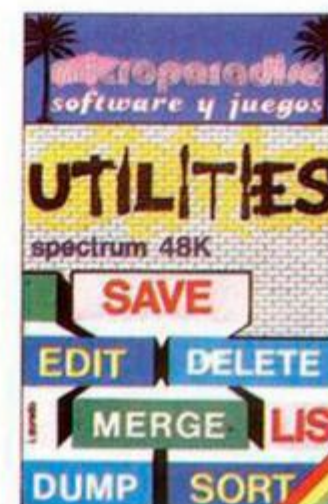 microparadise
software y juegos
UTILITIES
spectrum 48K
SAVE
EDIT DELETE
MERGE LIS
DUMP SORT